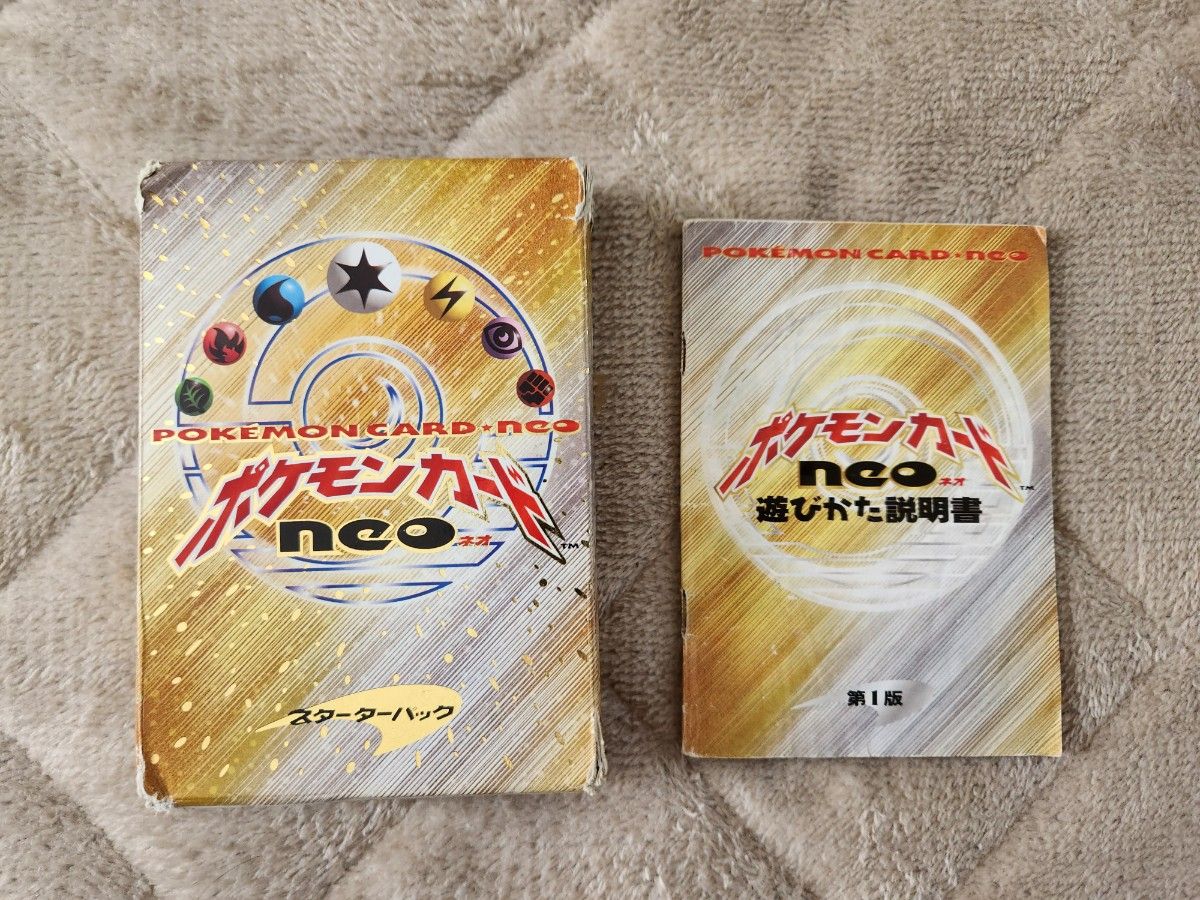 POKÉMON CARD★neo
ポケモンカード
neo ネオ
TM
スターターパック
POKÉMON CARD★neo
ポケモンカード
neo ネオ
TM
遊びかた説明書
第1版